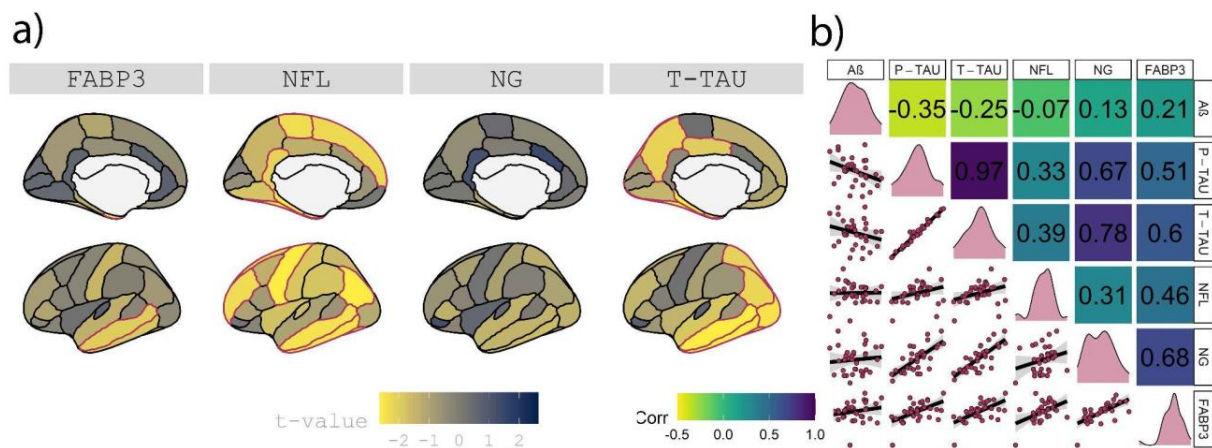 a)
FABP3 NFL NG T-TAU
t-value
-2 -1 0 1 2
b)
Aß P-TAU T-TAU NFL NG FABP3
-0.35 -0.25 -0.07 0.13 0.21 Aß
0.97 0.33 0.67 0.51 P-TAU
0.39 0.78 0.6 T-TAU
0.31 0.46 NFL
0.68 NG
FABP3
Corr
-0.5 0.0 0.5 1.0